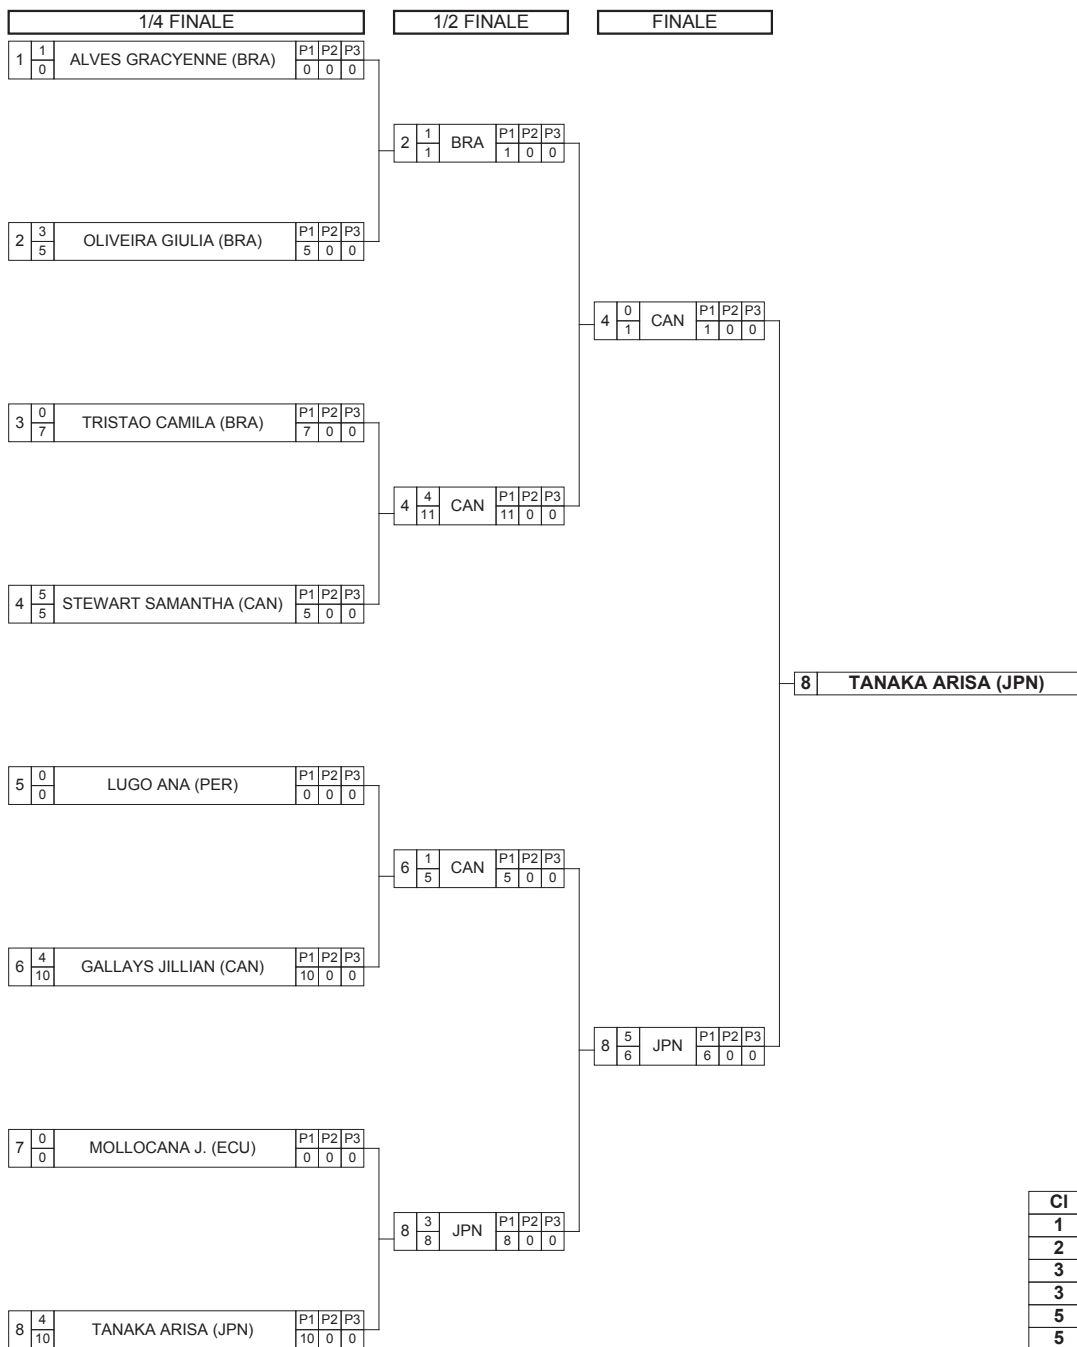 1/4 FINALE 1/2 FINALE FINALE
1 1 ALVES GRACYENNE (BRA) P1 P2 P3
0 0 0 0
2 1 BRA P1 P2 P3
1 1 0 0
2 3 OLIVEIRA GIULIA (BRA) P1 P2 P3
5 5 0 0
4 0 CAN P1 P2 P3
1 1 0 0
3 0 TRISTAO CAMILA (BRA) P1 P2 P3
7 7 0 0
4 4 CAN P1 P2 P3
11 11 0 0
4 5 STEWART SAMANTHA (CAN) P1 P2 P3
5 5 0 0
8 TANAKA ARISA (JPN)
5 0 LUGO ANA (PER) P1 P2 P3
0 0 0 0
6 1 CAN P1 P2 P3
5 5 0 0
6 4 GALLAYS JILLIAN (CAN) P1 P2 P3
10 10 0 0
8 5 JPN P1 P2 P3
6 6 0 0
7 0 MOLLOCANA J. (ECU) P1 P2 P3
0 0 0 0
8 3 JPN P1 P2 P3
8 8 0 0
8 4 TANAKA ARISA (JPN) P1 P2 P3
10 10 0 0
Cl
1
2
3
3
5
5